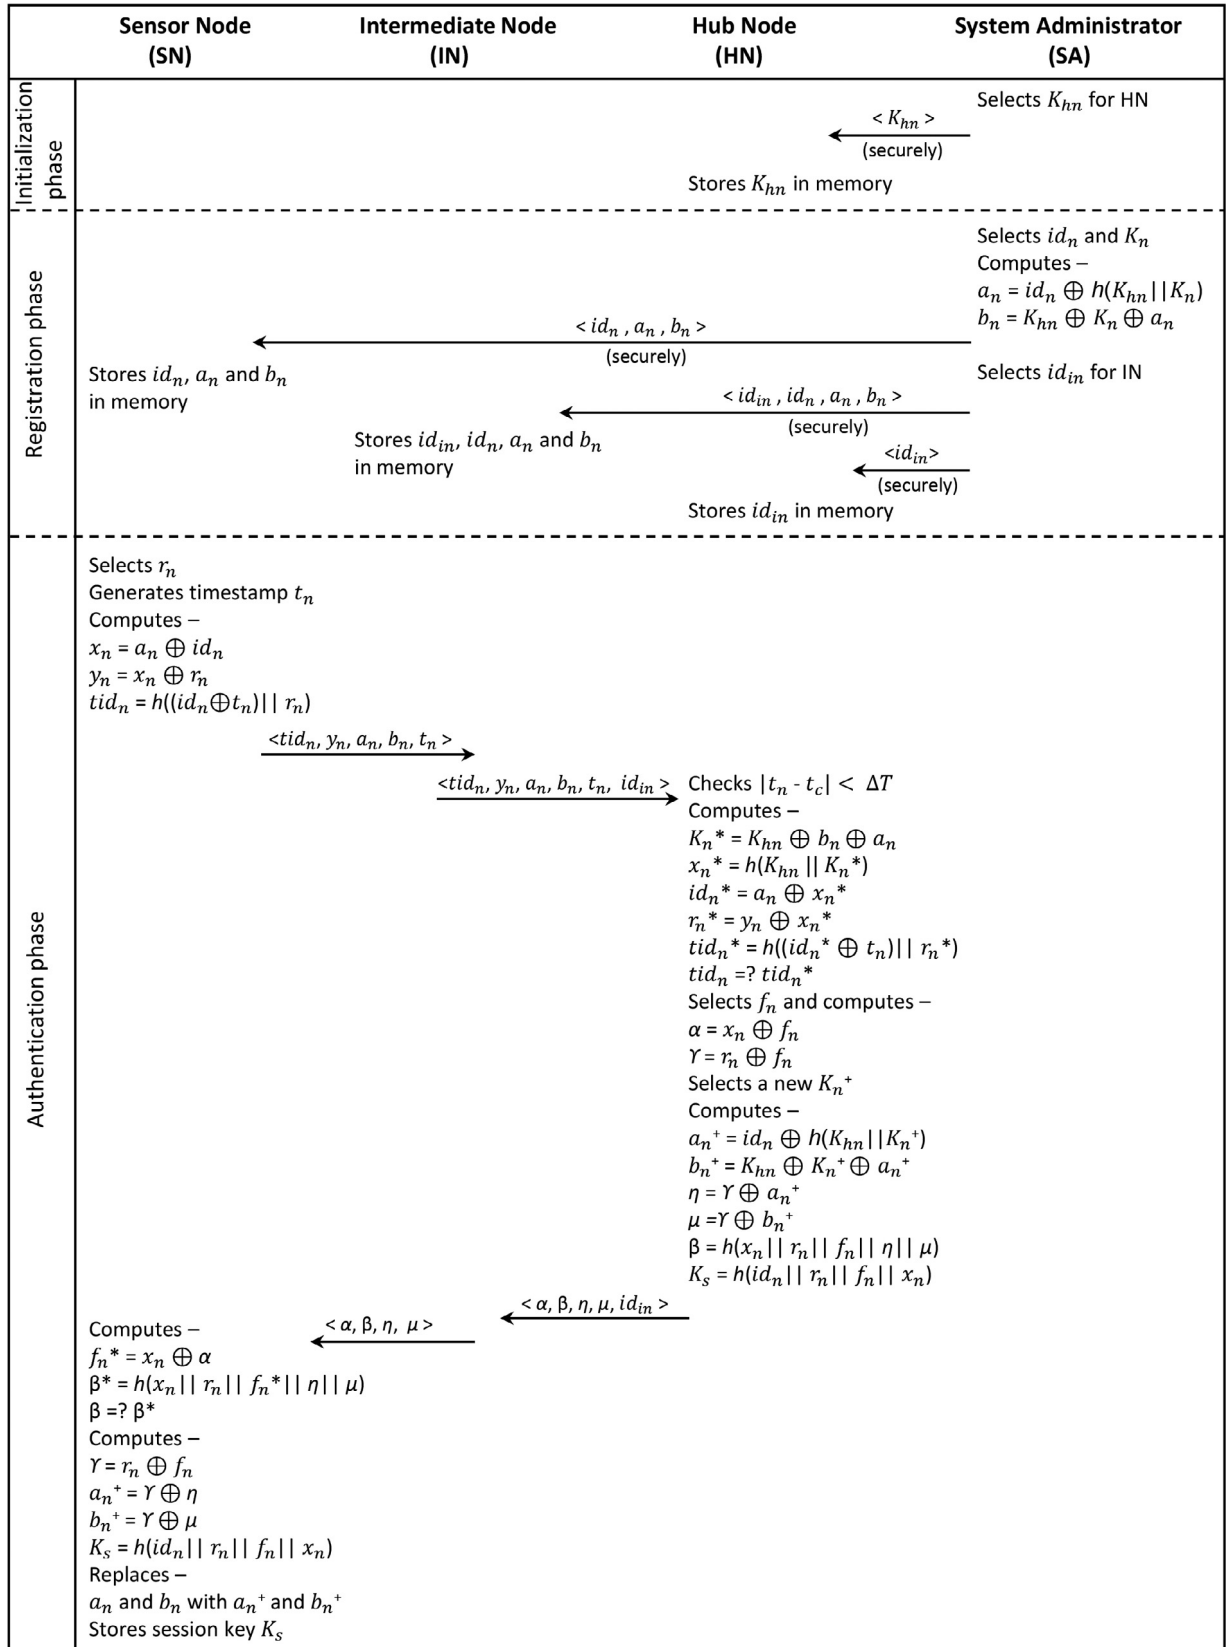 Sensor Node
(SN)
Intermediate Node
(IN)
Hub Node
(HN)
System Administrator
(SA)
Initialization
phase
Selects K_hn for HN
< K_hn >
(securely)
Stores K_hn in memory
Registration phase
Selects id_n and K_n
Computes –
a_n = id_n ⊕ h(K_hn||K_n)
b_n = K_hn ⊕ K_n ⊕ a_n
< id_n , a_n , b_n >
(securely)
Stores id_n, a_n and b_n
in memory
Selects id_in for IN
< id_in , id_n , a_n , b_n >
(securely)
Stores id_in, id_n, a_n and b_n
in memory
<id_in>
(securely)
Stores id_in in memory
Authentication phase
Selects r_n
Generates timestamp t_n
Computes –
x_n = a_n ⊕ id_n
y_n = x_n ⊕ r_n
tid_n = h((id_n⊕t_n)|| r_n)
<tid_n, y_n, a_n, b_n, t_n >
<tid_n, y_n, a_n, b_n, t_n, id_in >
Checks |t_n - t_c| < ΔT
Computes –
K_n* = K_hn ⊕ b_n ⊕ a_n
x_n* = h(K_hn || K_n*)
id_n* = a_n ⊕ x_n*
r_n* = y_n ⊕ x_n*
tid_n* = h((id_n* ⊕ t_n)|| r_n*)
tid_n =? tid_n*
Selects f_n and computes –
α = x_n ⊕ f_n
ϒ = r_n ⊕ f_n
Selects a new K_n⁺
Computes –
a_n⁺ = id_n ⊕ h(K_hn||K_n⁺)
b_n⁺ = K_hn ⊕ K_n⁺ ⊕ a_n⁺
η = ϒ ⊕ a_n⁺
μ =ϒ ⊕ b_n⁺
β = h(x_n|| r_n|| f_n|| η|| μ)
K_s = h(id_n|| r_n|| f_n|| x_n)
< α, β, η, μ, id_in >
< α, β, η, μ >
Computes –
f_n* = x_n ⊕ α
β* = h(x_n|| r_n|| f_n*|| η|| μ)
β =? β*
Computes –
ϒ = r_n ⊕ f_n
a_n⁺ = ϒ ⊕ η
b_n⁺ = ϒ ⊕ μ
K_s = h(id_n|| r_n|| f_n|| x_n)
Replaces –
a_n and b_n with a_n⁺ and b_n⁺
Stores session key K_s